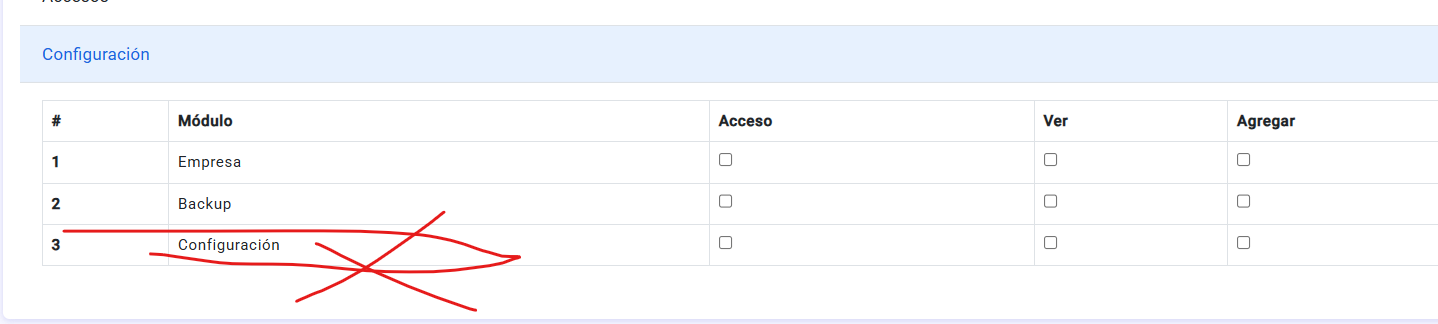 Configuración
# Módulo Acceso Ver Agregar
1 Empresa
2 Backup
3 Configuración